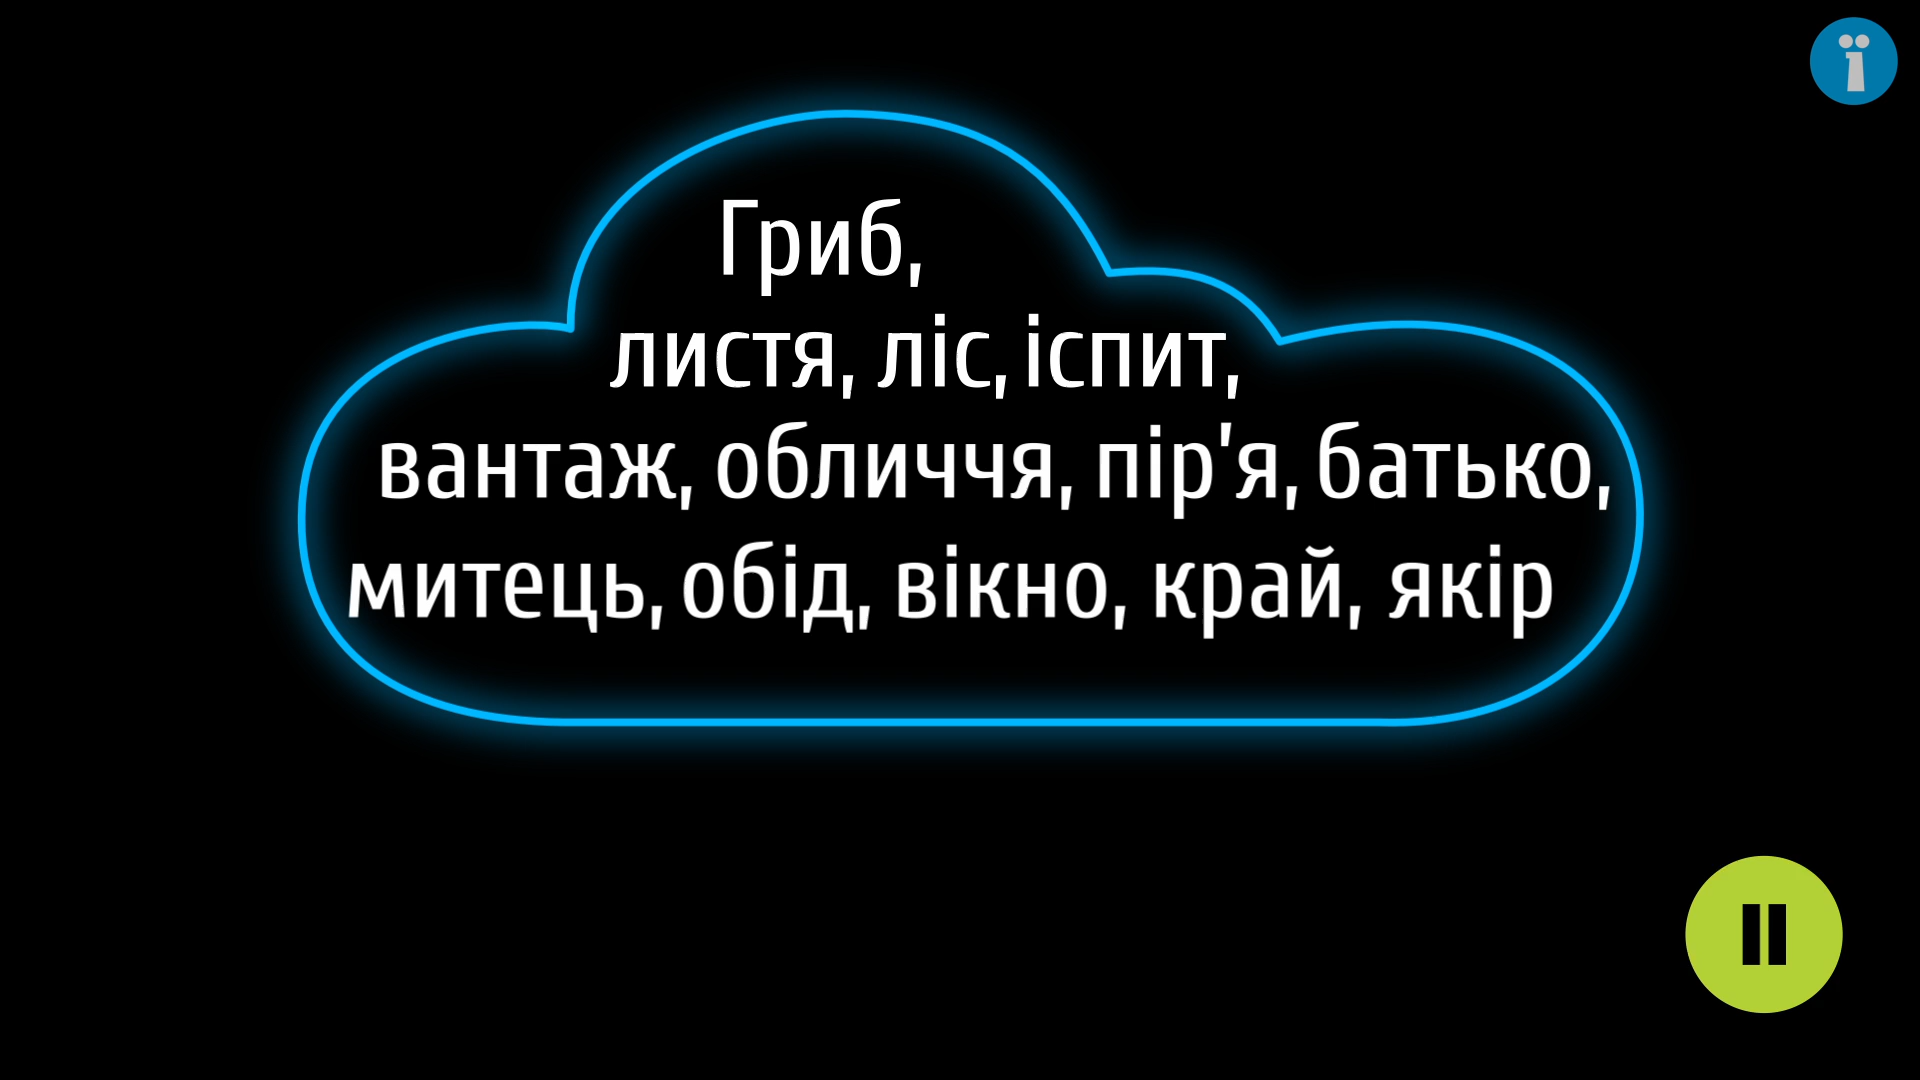 ї
Гриб,
листя, ліс, іспит,
вантаж, обличчя, пір’я, батько,
митець, обід, вікно, край, якір